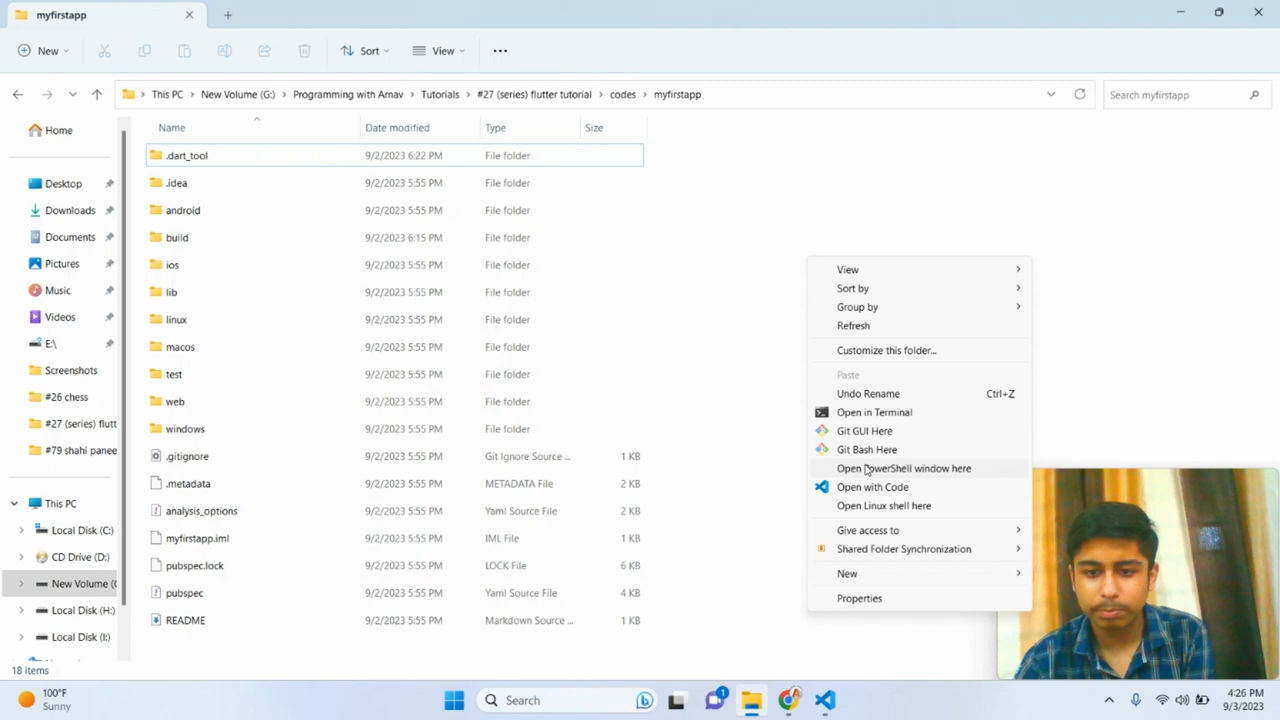 myfirstapp
New
Sort
View
This PC
New Volume (G:)
Programming with Arnav
Tutorials
#27 (series) flutter tutorial
codes
myfirstapp
Search myfirstapp
Home
Desktop
Downloads
Documents
Pictures
Music
Videos
E:\
Screenshots
#26 chess
#27 (series) flutt
#79 shahi panee
This PC
Local Disk (C:)
CD Drive (D:)
New Volume (G
Local Disk (H:)
Local Disk (I:)
Name Date modified Type Size
.dart_tool 9/2/2023 6:22 PM File folder
.idea 9/2/2023 5:55 PM File folder
android 9/2/2023 5:55 PM File folder
build 9/2/2023 6:15 PM File folder
ios 9/2/2023 5:55 PM File folder
lib 9/2/2023 5:55 PM File folder
linux 9/2/2023 5:55 PM File folder
macos 9/2/2023 5:55 PM File folder
test 9/2/2023 5:55 PM File folder
web 9/2/2023 5:55 PM File folder
windows 9/2/2023 5:55 PM File folder
.gitignore 9/2/2023 5:55 PM Git Ignore Source ... 1 KB
.metadata 9/2/2023 5:55 PM METADATA File 2 KB
analysis_options 9/2/2023 5:55 PM Yaml Source File 2 KB
myfirstapp.iml 9/2/2023 5:55 PM IML File 1 KB
pubspec.lock 9/2/2023 5:55 PM LOCK File 6 KB
pubspec 9/2/2023 5:55 PM Yaml Source File 4 KB
README 9/2/2023 5:55 PM Markdown Source ... 1 KB
View
Sort by
Group by
Refresh
Customize this folder...
Paste
Undo Rename Ctrl+Z
Open in Terminal
Git GUI Here
Git Bash Here
Open PowerShell window here
Open with Code
Open Linux shell here
Give access to
Shared Folder Synchronization
New
Properties
18 items
100°F
Sunny
Search
1
4:26 PM
9/3/2023